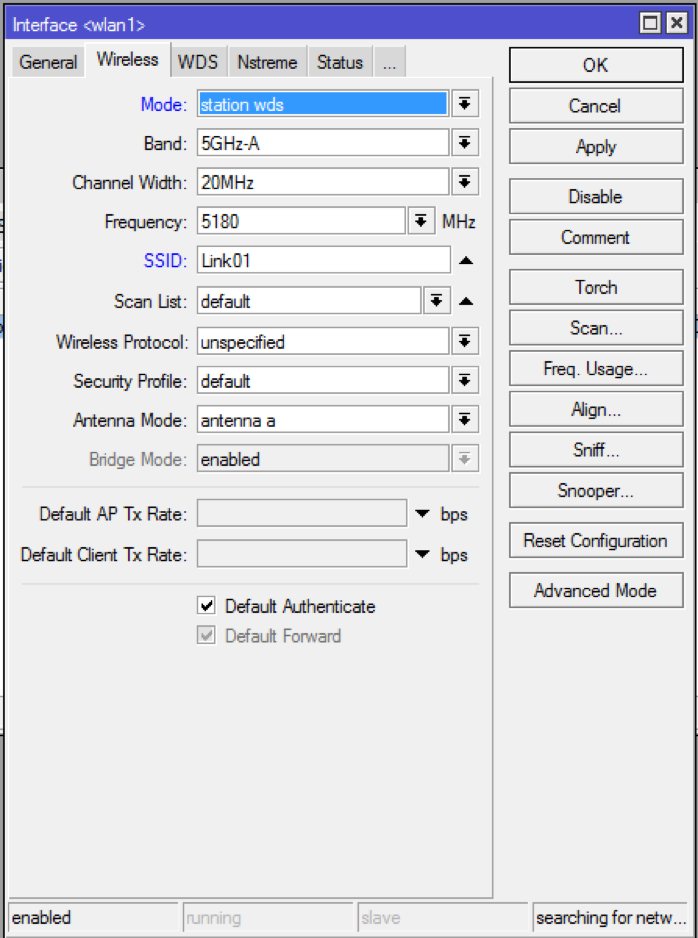 Interface <wlan1>
General Wireless WDS Nstreme Status ...
Mode: station wds
Band: 5GHz-A
Channel Width: 20MHz
Frequency: 5180 MHz
SSID: Link01
Scan List: default
Wireless Protocol: unspecified
Security Profile: default
Antenna Mode: antenna a
Bridge Mode: enabled
Default AP Tx Rate: bps
Default Client Tx Rate: bps
Default Authenticate
Default Forward
OK
Cancel
Apply
Disable
Comment
Torch
Scan...
Freq. Usage...
Align...
Sniff...
Snooper...
Reset Configuration
Advanced Mode
enabled running slave searching for netw...